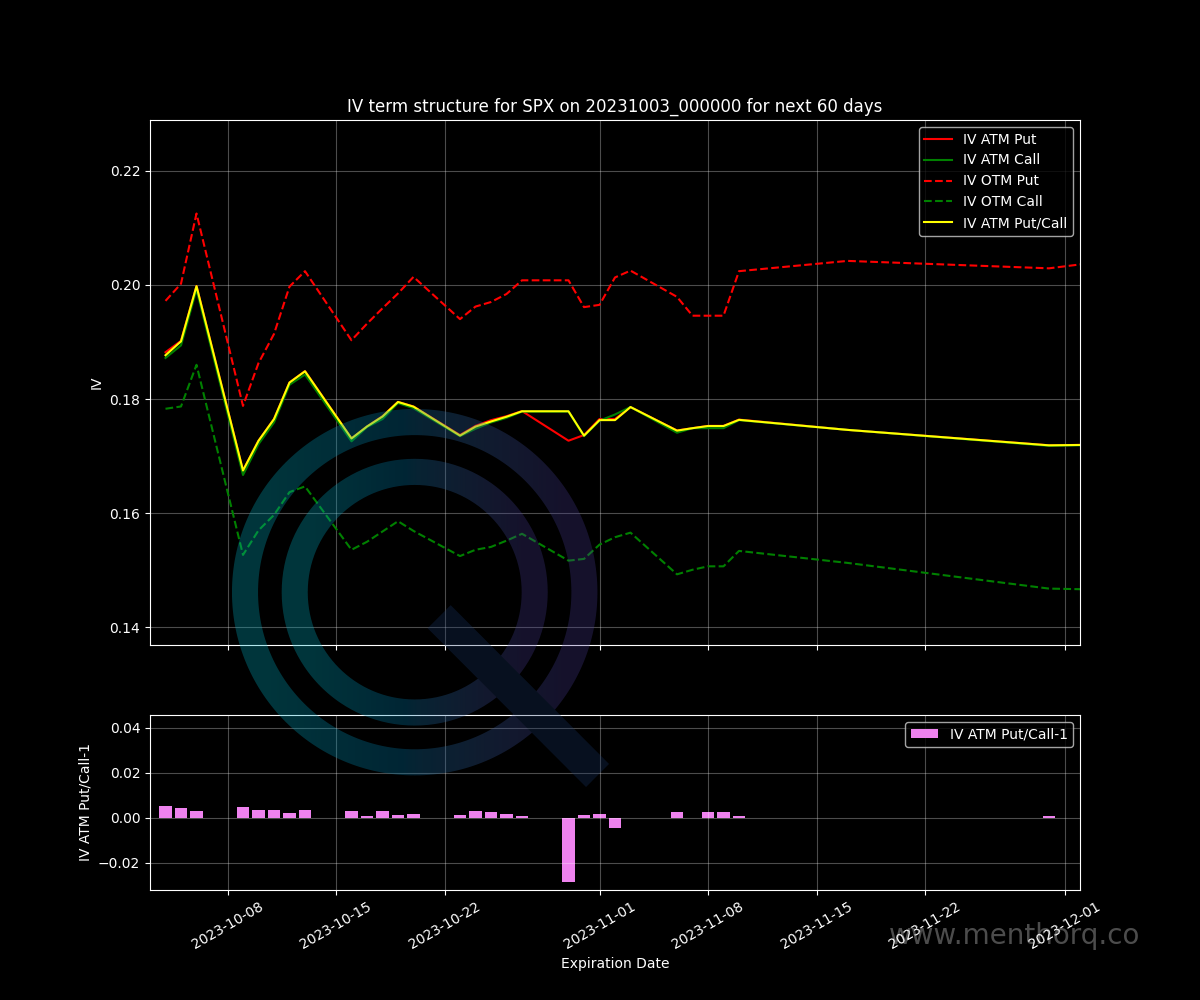 IV term structure for SPX on 20231003_000000 for next 60 days
IV ATM Put
IV ATM Call
IV OTM Put
IV OTM Call
IV ATM Put/Call
0.22
0.20
0.18
0.16
0.14
IV
IV ATM Put/Call-1
0.04
0.02
0.00
−0.02
IV ATM Put/Call-1
2023-10-08
2023-10-15
2023-10-22
2023-11-01
2023-11-08
2023-11-15
2023-11-22
2023-12-01
www.menthorq.co
Expiration Date